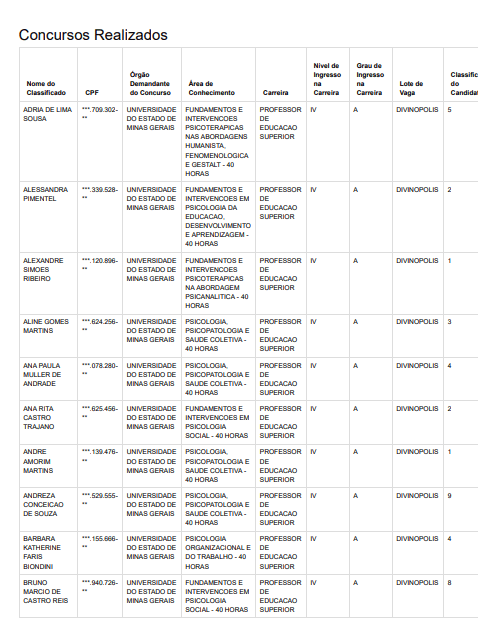 Concursos Realizados
Nome do Classificado | CPF | Órgão Demandante do Concurso | Área de Conhecimento | Carreira | Nível de Ingresso na Carreira | Grau de Ingresso na Carreira | Lote de Vaga | Classific do Candidat
ADRIA DE LIMA SOUSA | ***.709.302-** | UNIVERSIDADE DO ESTADO DE MINAS GERAIS | FUNDAMENTOS E INTERVENCOES PSICOTERAPICAS NAS ABORDAGENS HUMANISTA, FENOMENOLOGICA E GESTALT - 40 HORAS | PROFESSOR DE EDUCACAO SUPERIOR | IV | A | DIVINOPOLIS | 5
ALESSANDRA PIMENTEL | ***.339.528-** | UNIVERSIDADE DO ESTADO DE MINAS GERAIS | FUNDAMENTOS E INTERVENCOES EM PSICOLOGIA DA EDUCACAO, DESENVOLVIMENTO E APRENDIZAGEM - 40 HORAS | PROFESSOR DE EDUCACAO SUPERIOR | IV | A | DIVINOPOLIS | 2
ALEXANDRE SIMOES RIBEIRO | ***.120.896-** | UNIVERSIDADE DO ESTADO DE MINAS GERAIS | FUNDAMENTOS E INTERVENCOES PSICOTERAPICAS NA ABORDAGEM PSICANALITICA - 40 HORAS | PROFESSOR DE EDUCACAO SUPERIOR | IV | A | DIVINOPOLIS | 1
ALINE GOMES MARTINS | ***.624.256-** | UNIVERSIDADE DO ESTADO DE MINAS GERAIS | PSICOLOGIA, PSICOPATOLOGIA E SAUDE COLETIVA - 40 HORAS | PROFESSOR DE EDUCACAO SUPERIOR | IV | A | DIVINOPOLIS | 3
ANA PAULA MULLER DE ANDRADE | ***.078.280-** | UNIVERSIDADE DO ESTADO DE MINAS GERAIS | PSICOLOGIA, PSICOPATOLOGIA E SAUDE COLETIVA - 40 HORAS | PROFESSOR DE EDUCACAO SUPERIOR | IV | A | DIVINOPOLIS | 4
ANA RITA CASTRO TRAJANO | ***.625.456-** | UNIVERSIDADE DO ESTADO DE MINAS GERAIS | FUNDAMENTOS E INTERVENCOES EM PSICOLOGIA SOCIAL - 40 HORAS | PROFESSOR DE EDUCACAO SUPERIOR | IV | A | DIVINOPOLIS | 2
ANDRE AMORIM MARTINS | ***.139.476-** | UNIVERSIDADE DO ESTADO DE MINAS GERAIS | PSICOLOGIA, PSICOPATOLOGIA E SAUDE COLETIVA - 40 HORAS | PROFESSOR DE EDUCACAO SUPERIOR | IV | A | DIVINOPOLIS | 1
ANDREZA CONCEICAO DE SOUZA | ***.529.555-** | UNIVERSIDADE DO ESTADO DE MINAS GERAIS | PSICOLOGIA, PSICOPATOLOGIA E SAUDE COLETIVA - 40 HORAS | PROFESSOR DE EDUCACAO SUPERIOR | IV | A | DIVINOPOLIS | 9
BARBARA KATHERINE FARIS BIONDINI | ***.155.666-** | UNIVERSIDADE DO ESTADO DE MINAS GERAIS | PSICOLOGIA ORGANIZACIONAL E DO TRABALHO - 40 HORAS | PROFESSOR DE EDUCACAO SUPERIOR | IV | A | DIVINOPOLIS | 4
BRUNO MARCIO DE CASTRO REIS | ***.940.726-** | UNIVERSIDADE DO ESTADO DE MINAS GERAIS | FUNDAMENTOS E INTERVENCOES EM PSICOLOGIA SOCIAL - 40 HORAS | PROFESSOR DE EDUCACAO SUPERIOR | IV | A | DIVINOPOLIS | 8